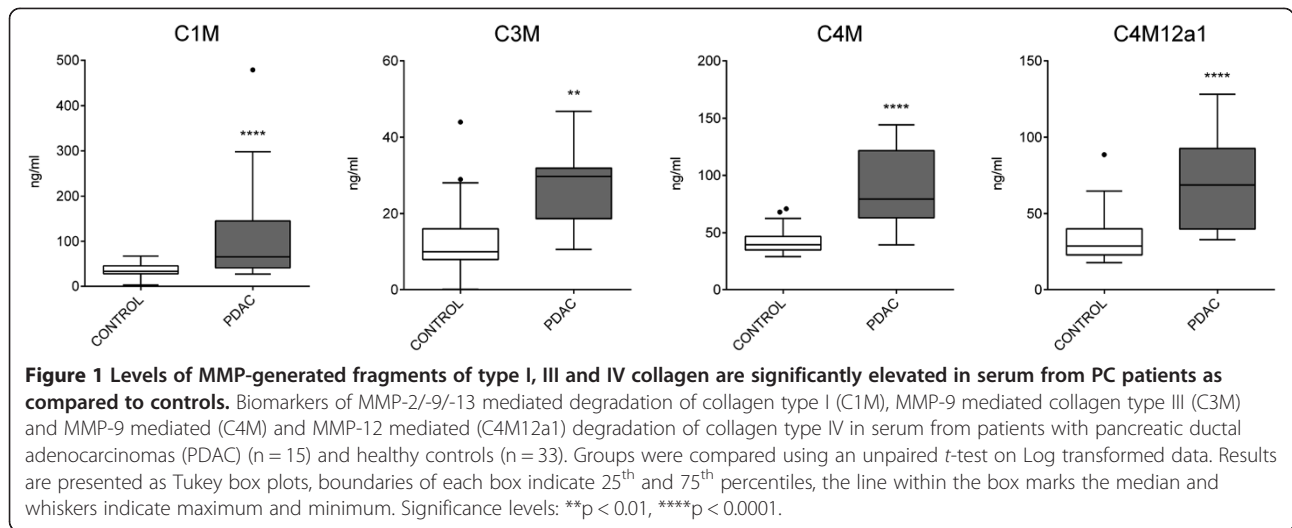 C1M
C3M
C4M
C4M12a1
500
400
300
200
100
0
ng/ml
****
CONTROL
PDAC
60
40
20
0
ng/ml
**
CONTROL
PDAC
200
150
100
50
0
ng/ml
****
CONTROL
PDAC
150
100
50
0
ng/ml
****
CONTROL
PDAC
Figure 1 Levels of MMP-generated fragments of type I, III and IV collagen are significantly elevated in serum from PC patients as
compared to controls. Biomarkers of MMP-2/-9/-13 mediated degradation of collagen type I (C1M), MMP-9 mediated collagen type III (C3M)
and MMP-9 mediated (C4M) and MMP-12 mediated (C4M12a1) degradation of collagen type IV in serum from patients with pancreatic ductal
adenocarcinomas (PDAC) (n = 15) and healthy controls (n = 33). Groups were compared using an unpaired t-test on Log transformed data. Results
are presented as Tukey box plots, boundaries of each box indicate 25th and 75th percentiles, the line within the box marks the median and
whiskers indicate maximum and minimum. Significance levels: **p < 0.01, ****p < 0.0001.